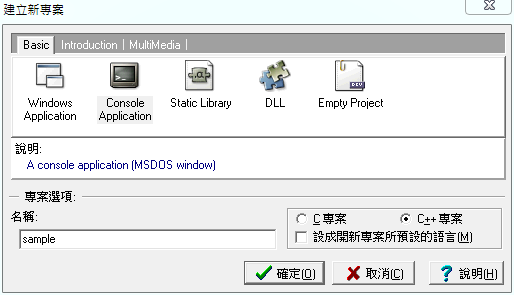 建立新專案
Basic Introduction MultiMedia
Windows Application
Console Application
Static Library
DLL
Empty Project
說明:
A console application (MSDOS window)
專案選項:
名稱:
sample
C 專案 C++ 專案
設成開新專案所預設的語言(M)
確定(O) 取消(C) 說明(H)